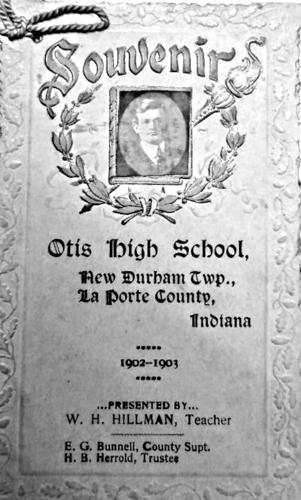 Souvenir
Otis High School,
New Durham Twp.,
La Porte County,
Indiana
1902-1903
...PRESENTED BY...
W. H. HILLMAN, Teacher
E. G. Bunnell, County Supt.
H. B. Herrold, Trustee